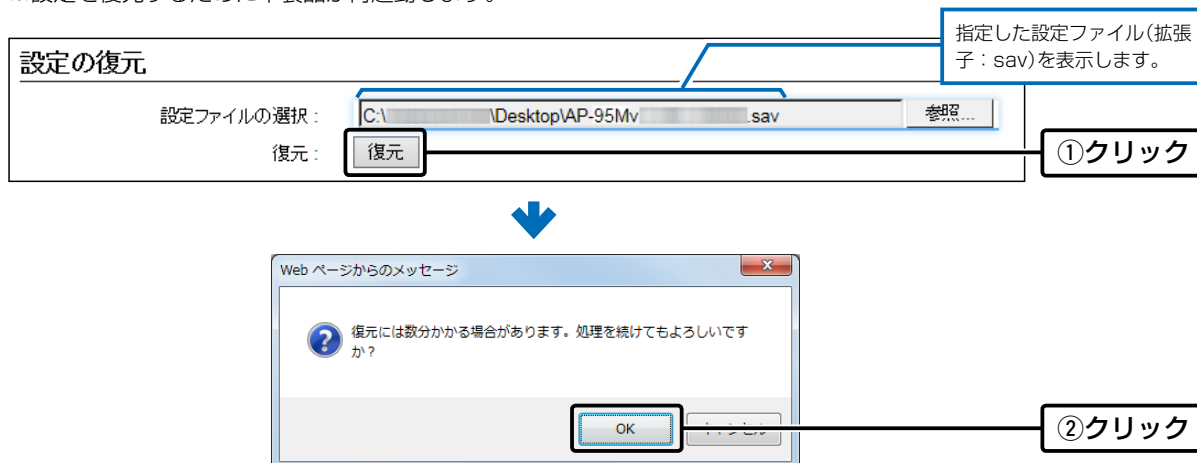 指定した設定ファイル(拡張
子：sav)を表示します。
設定の復元
設定ファイルの選択：
C:\ \Desktop\AP-95Mv .sav
参照...
復元：
復元
①クリック
Web ページからのメッセージ
復元には数分かかる場合があります。処理を続けてもよろしいです
か？
OK
②クリック